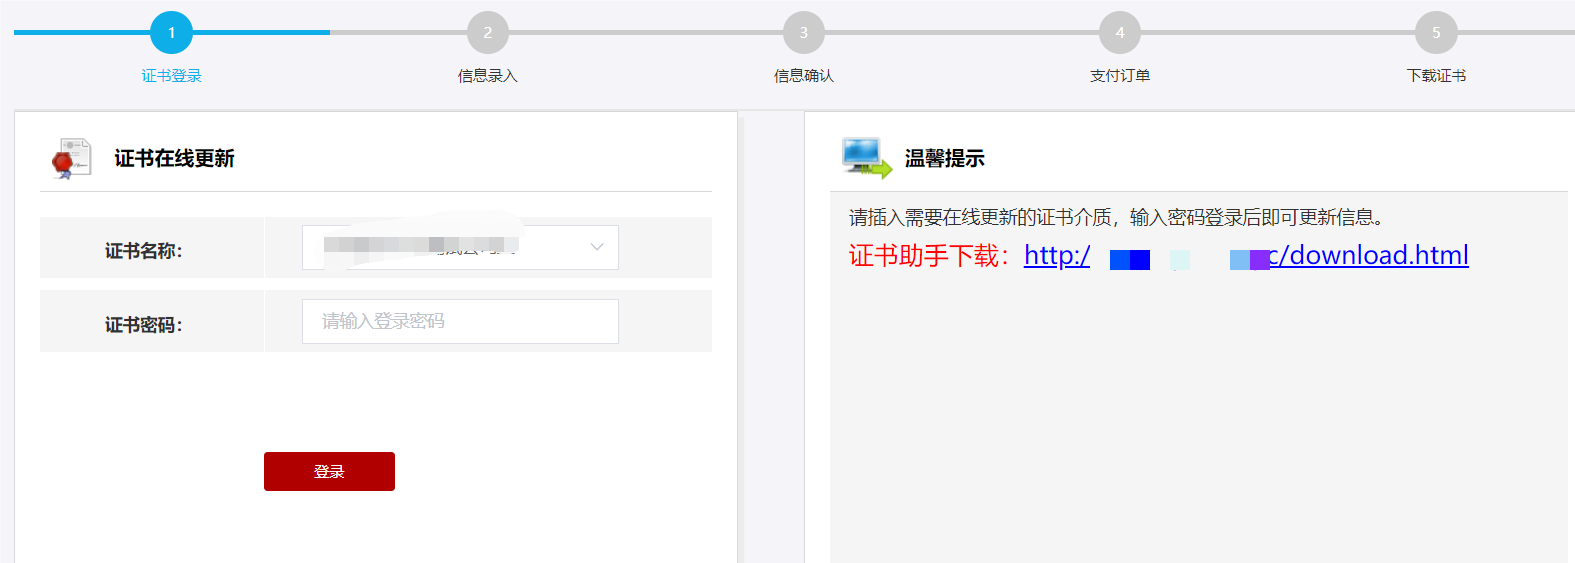 1
2
3
4
5
证书登录
信息录入
信息确认
支付订单
下载证书
证书在线更新
证书名称：
证书密码：
请输入登录密码
登录
温馨提示
请插入需要在线更新的证书介质，输入密码登录后即可更新信息。
证书助手下载：http:/ c/download.html